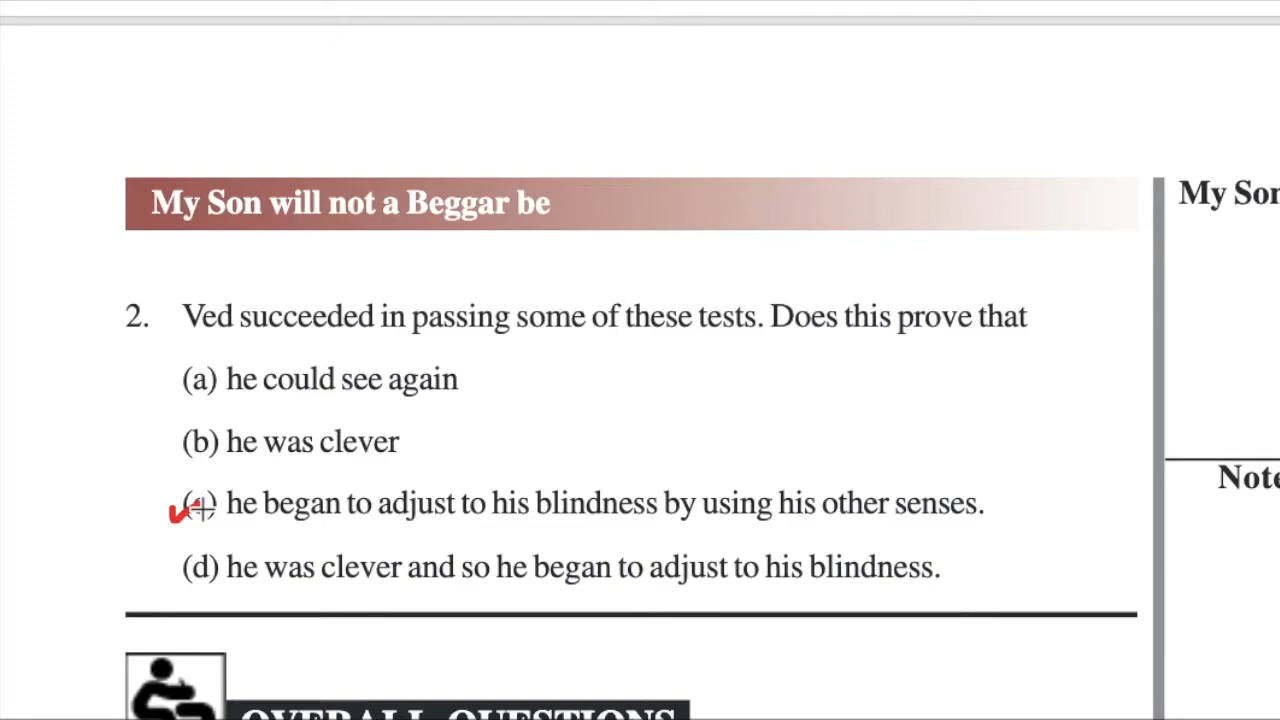 My Son will not a Beggar be
2. Ved succeeded in passing some of these tests. Does this prove that
(a) he could see again
(b) he was clever
he began to adjust to his blindness by using his other senses.
(d) he was clever and so he began to adjust to his blindness.
OVERALL QUESTIONS
My Son
Note